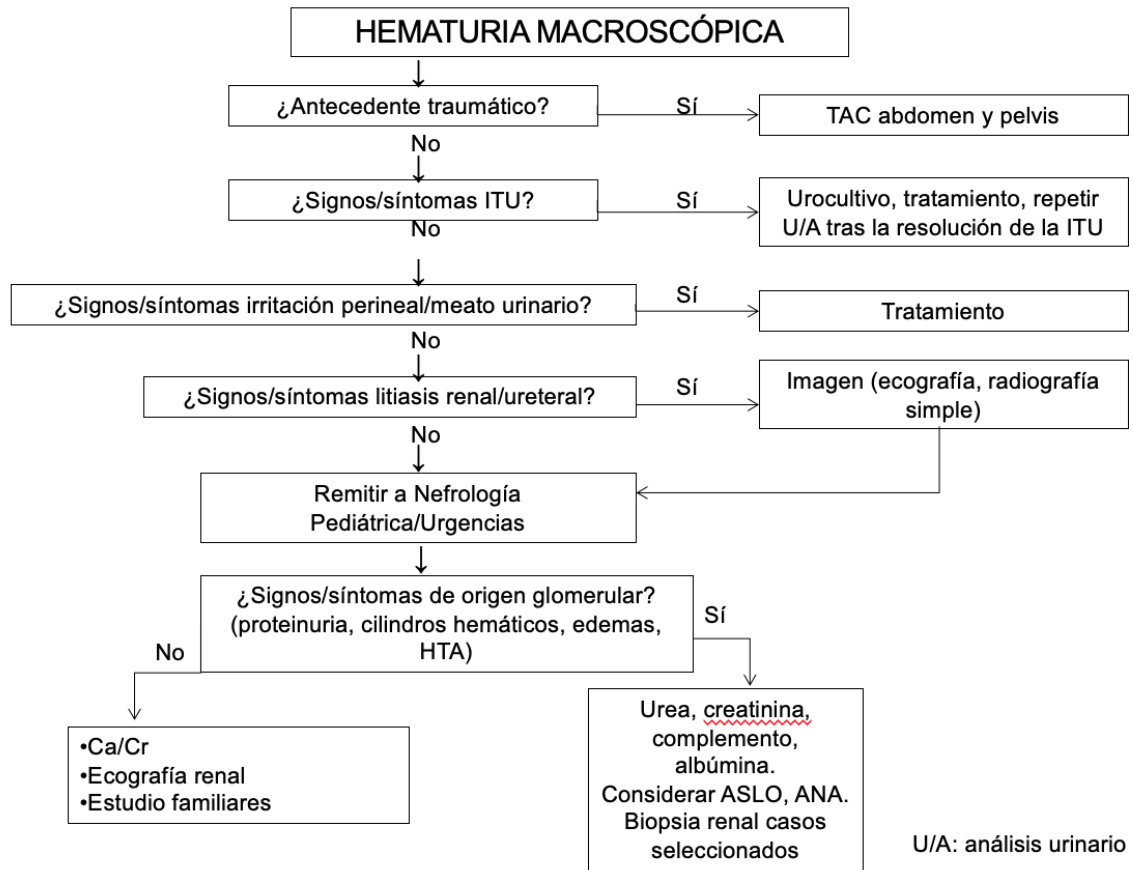 HEMATURIA MACROSCÓPICA
¿Antecedente traumático?
Sí
TAC abdomen y pelvis
No
¿Signos/síntomas ITU?
Sí
Urocultivo, tratamiento, repetir
U/A tras la resolución de la ITU
No
¿Signos/síntomas irritación perineal/meato urinario?
Sí
Tratamiento
No
¿Signos/síntomas litiasis renal/ureteral?
Sí
Imagen (ecografía, radiografía
simple)
No
Remitir a Nefrología
Pediátrica/Urgencias
¿Signos/síntomas de origen glomerular?
(proteinuria, cilindros hemáticos, edemas,
HTA)
Sí
No
•Ca/Cr
•Ecografía renal
•Estudio familiares
Urea, creatinina,
complemento,
albúmina.
Considerar ASLO, ANA.
Biopsia renal casos
seleccionados
U/A: análisis urinario